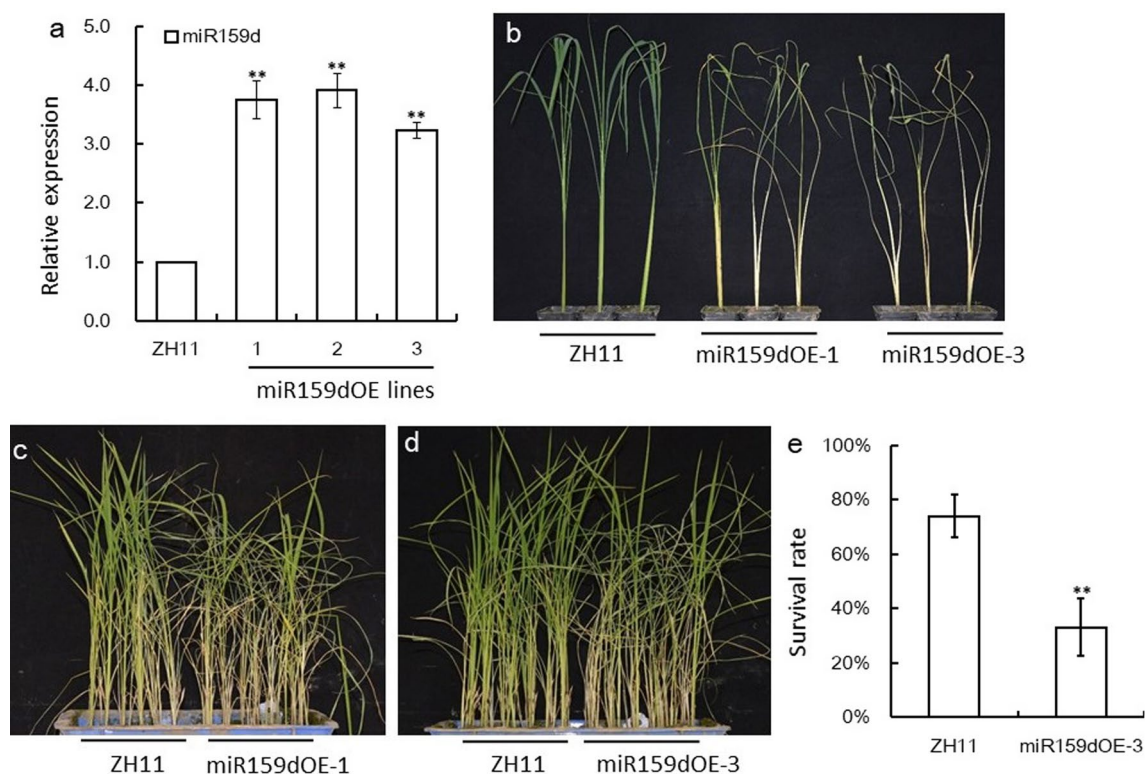 a
5.0
miR159d
4.0
3.0
2.0
1.0
0.0
Relative expression
** ** **
ZH11 1 2 3
miR159dOE lines
b
ZH11 miR159dOE-1 miR159dOE-3
c
ZH11 miR159dOE-1
d
ZH11 miR159dOE-3
e
100%
80%
60%
40%
20%
0%
Survival rate
**
ZH11 miR159dOE-3